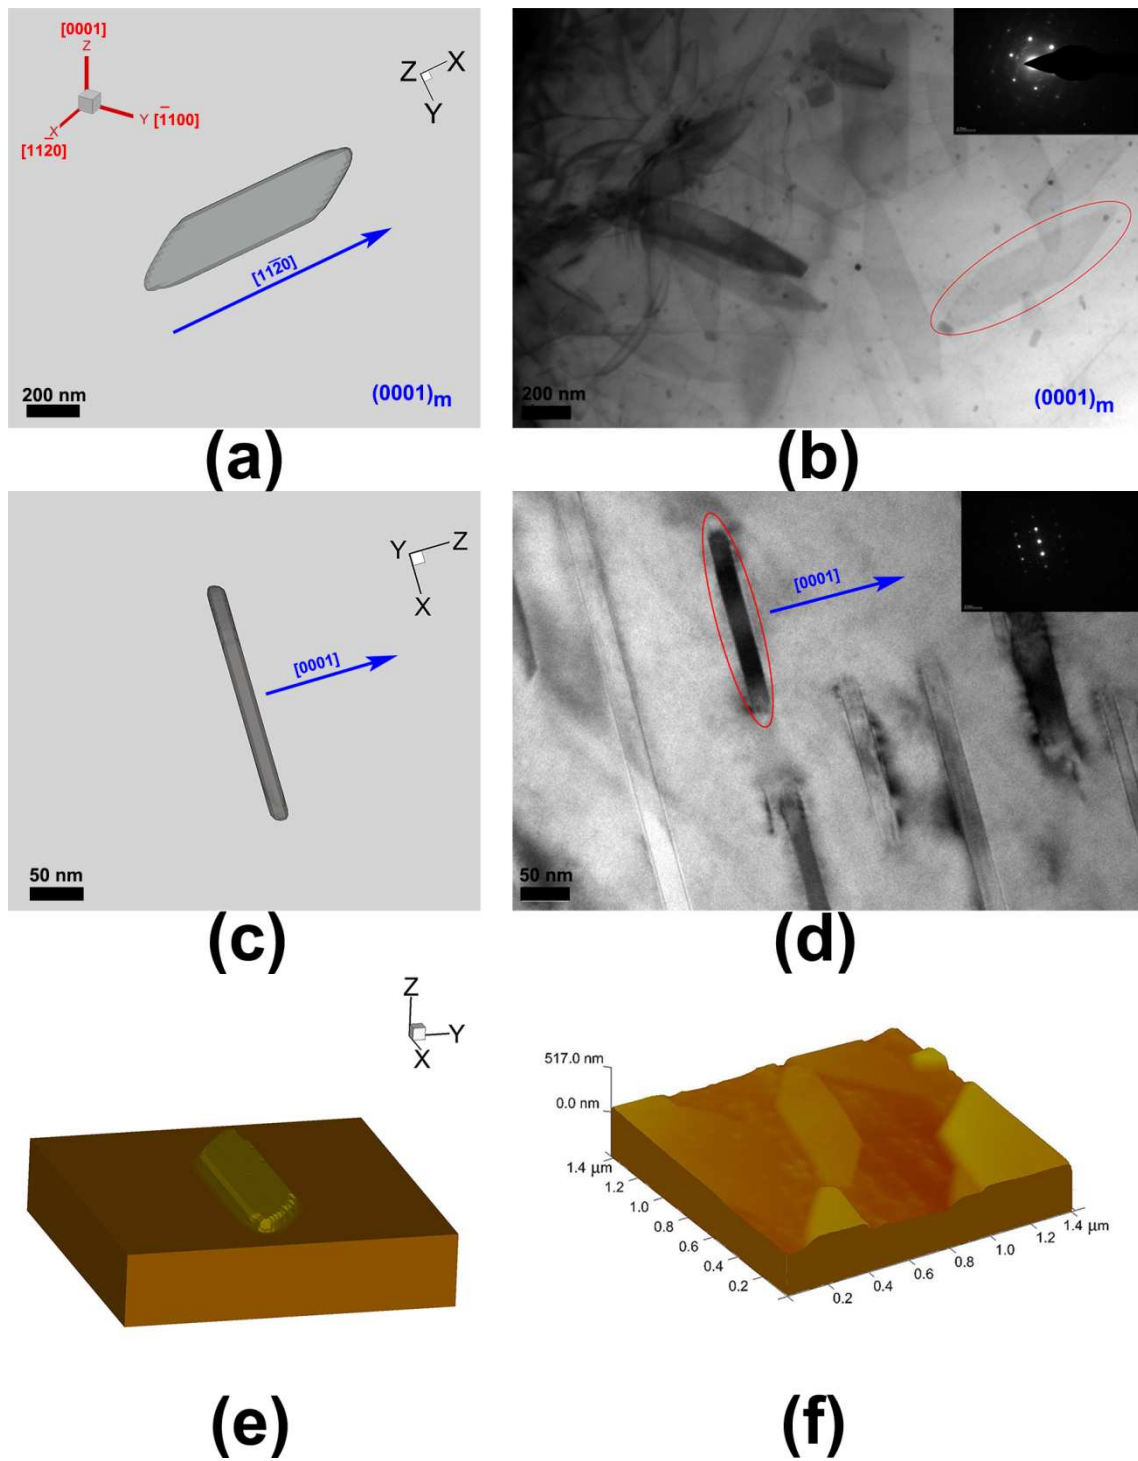 [0001]
Z
X
Y [1̅100]
[112̅0]
Z X
Y
[112̅0]
200 nm
(0001)m
(a)
200 nm
(0001)m
(b)
Y Z
X
[0001]
50 nm
(c)
[0001]
50 nm
(d)
Z
Y
X
(e)
517.0 nm
0.0 nm
1.4 µm
1.2
1.0
0.8
0.6
0.4
0.2
0.2
0.4
0.6
0.8
1.0
1.2
1.4 µm
(f)